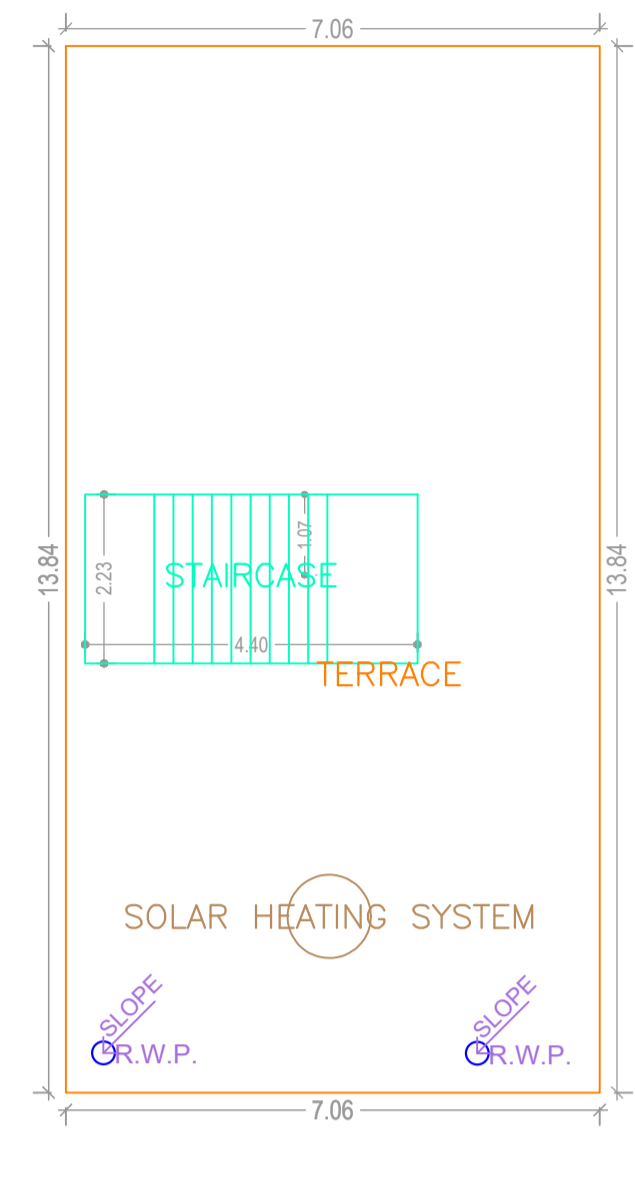 7.06
13.84
13.84
1.07
2.23
STAIRCASE
4.40
TERRACE
SOLAR HEATING SYSTEM
SLOPE
SLOPE
R.W.P.
R.W.P.
7.06